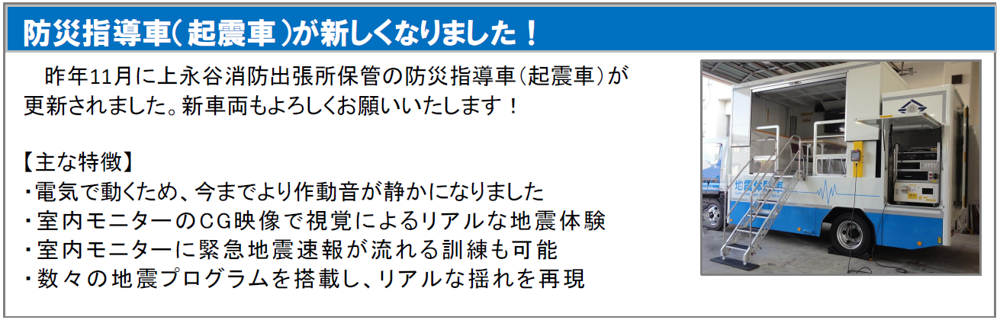 防災指導車(起震車)が新しくなりました！
昨年11月に上永谷消防出張所保管の防災指導車(起震車)が
更新されました。新車両もよろしくお願いいたします！
【主な特徴】
・電気で動くため、今までより作動音が静かになりました
・室内モニターのCG映像で視覚によるリアルな地震体験
・室内モニターに緊急地震速報が流れる訓練も可能
・数々の地震プログラムを搭載し、リアルな揺れを再現
地震体験車